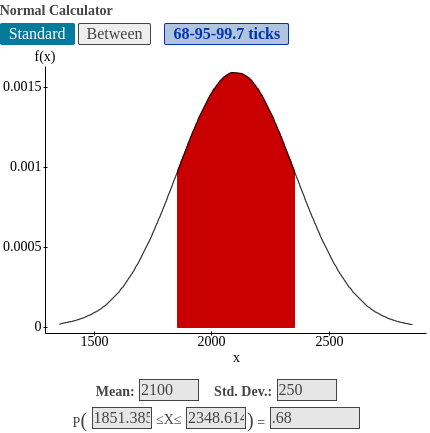 Normal Calculator
Standard Between 68-95-99.7 ticks
f(x)
0.0015
0.001
0.0005
0
1500 2000 2500
x
Mean: 2100 Std. Dev.: 250
P( 1851.385 ≤X≤ 2348.614 ) = .68